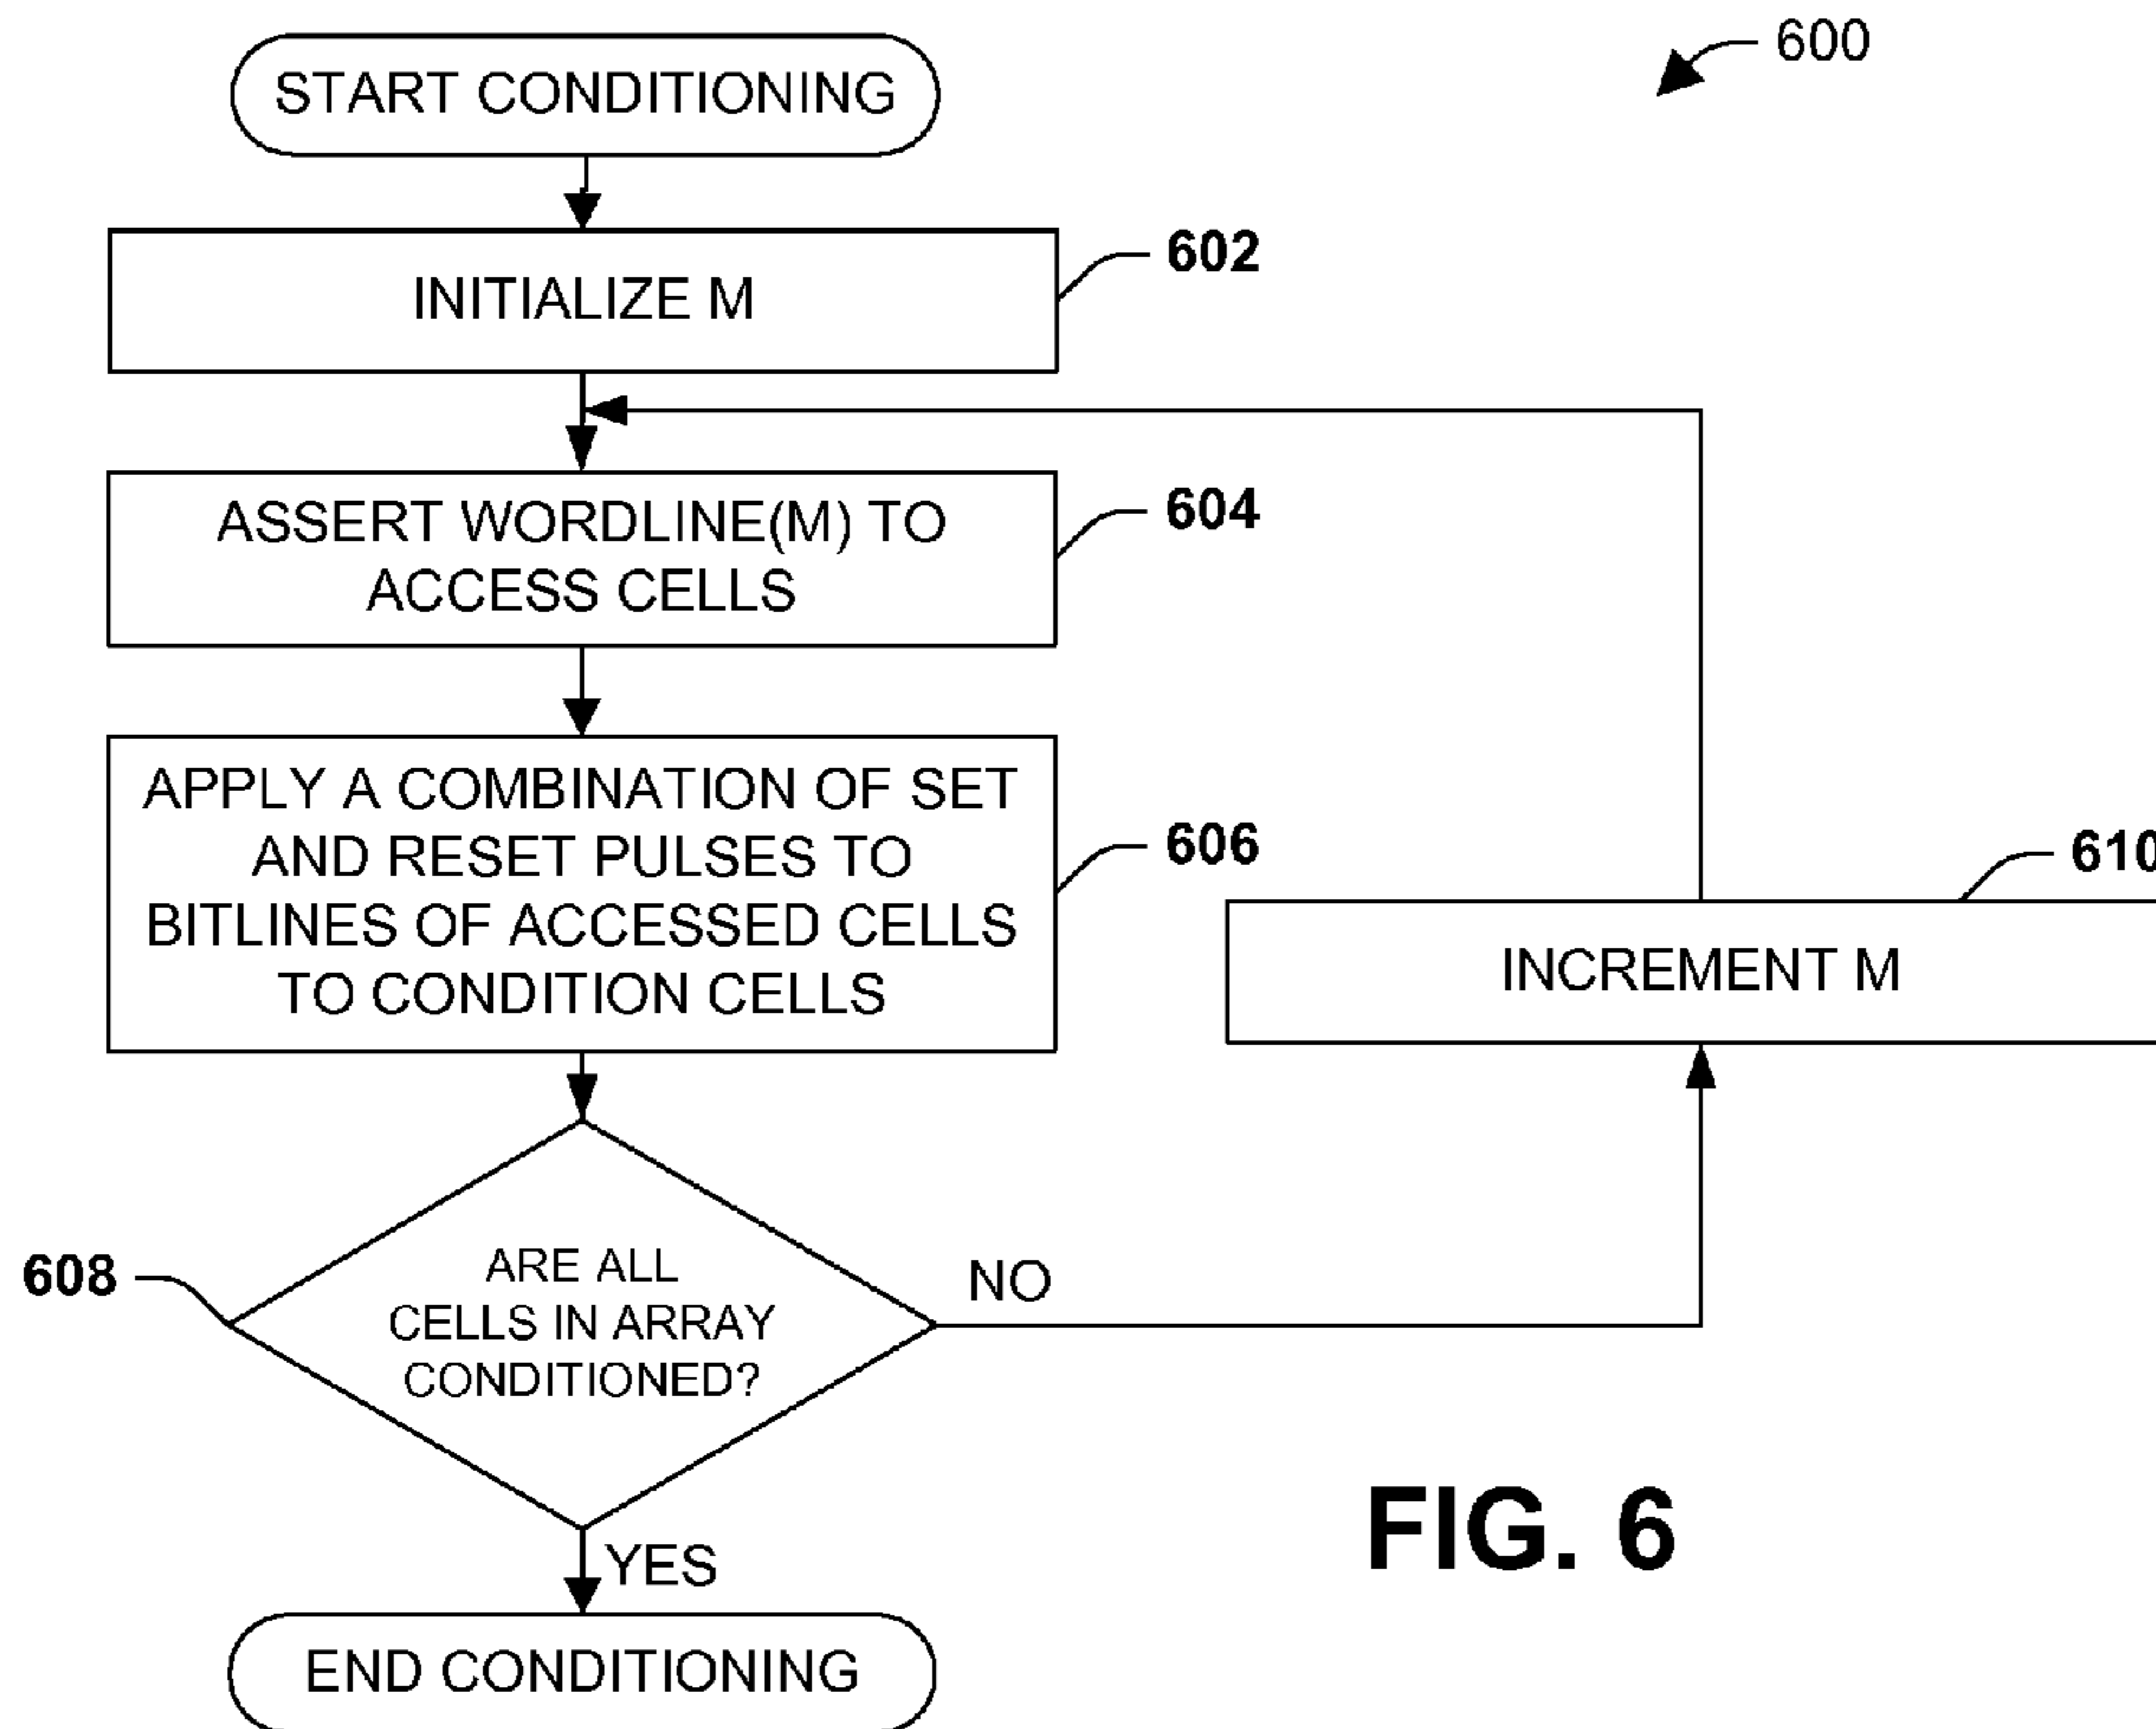 600
START CONDITIONING
602
INITIALIZE M
604
ASSERT WORDLINE(M) TO
ACCESS CELLS
606
APPLY A COMBINATION OF SET
AND RESET PULSES TO
BITLINES OF ACCESSED CELLS
TO CONDITION CELLS
610
INCREMENT M
608
ARE ALL
CELLS IN ARRAY
CONDITIONED?
NO
YES
END CONDITIONING
FIG. 6